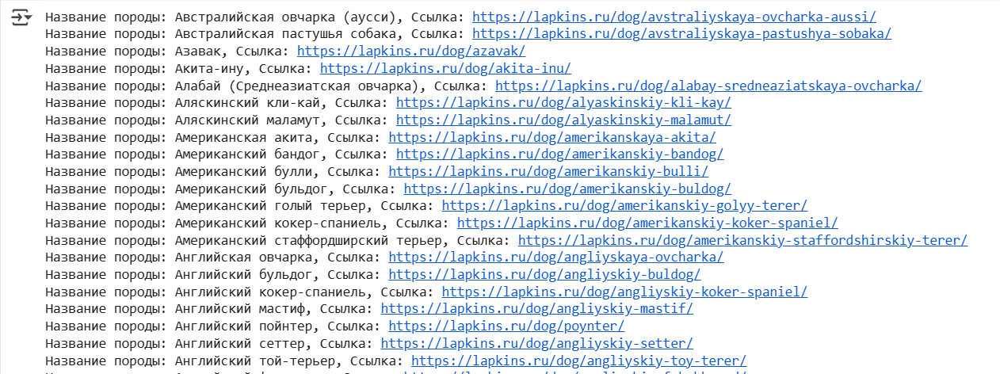 Название породы: Австралийская овчарка (аусси), Ссылка: https://lapkins.ru/dog/avstraliyskaya-ovcharka-aussi/
Название породы: Австралийская пастушья собака, Ссылка: https://lapkins.ru/dog/avstraliyskaya-pastushya-sobaka/
Название породы: Азавак, Ссылка: https://lapkins.ru/dog/azavak/
Название породы: Акита-ину, Ссылка: https://lapkins.ru/dog/akita-inu/
Название породы: Алабай (Среднеазиатская овчарка), Ссылка: https://lapkins.ru/dog/alabay-sredneaziatskaya-ovcharka/
Название породы: Аляскинский кли-кай, Ссылка: https://lapkins.ru/dog/alyaskinskiy-kli-kay/
Название породы: Аляскинский маламут, Ссылка: https://lapkins.ru/dog/alyaskinskiy-malamut/
Название породы: Американская акита, Ссылка: https://lapkins.ru/dog/amerikanskaya-akita/
Название породы: Американский бандог, Ссылка: https://lapkins.ru/dog/amerikanskiy-bandog/
Название породы: Американский булли, Ссылка: https://lapkins.ru/dog/amerikanskiy-bulli/
Название породы: Американский бульдог, Ссылка: https://lapkins.ru/dog/amerikanskiy-buldog/
Название породы: Американский голый терьер, Ссылка: https://lapkins.ru/dog/amerikanskiy-golyy-terer/
Название породы: Американский кокер-спаниель, Ссылка: https://lapkins.ru/dog/amerikanskiy-koker-spaniel/
Название породы: Американский стаффордширский терьер, Ссылка: https://lapkins.ru/dog/amerikanskiy-staffordshirskiy-terer/
Название породы: Английская овчарка, Ссылка: https://lapkins.ru/dog/angliyskaya-ovcharka/
Название породы: Английский бульдог, Ссылка: https://lapkins.ru/dog/angliyskiy-buldog/
Название породы: Английский кокер-спаниель, Ссылка: https://lapkins.ru/dog/angliyskiy-koker-spaniel/
Название породы: Английский мастиф, Ссылка: https://lapkins.ru/dog/angliyskiy-mastif/
Название породы: Английский пойнтер, Ссылка: https://lapkins.ru/dog/poynter/
Название породы: Английский сеттер, Ссылка: https://lapkins.ru/dog/angliyskiy-setter/
Название породы: Английский той-терьер, Ссылка: https://lapkins.ru/dog/angliyskiy-toy-terer/